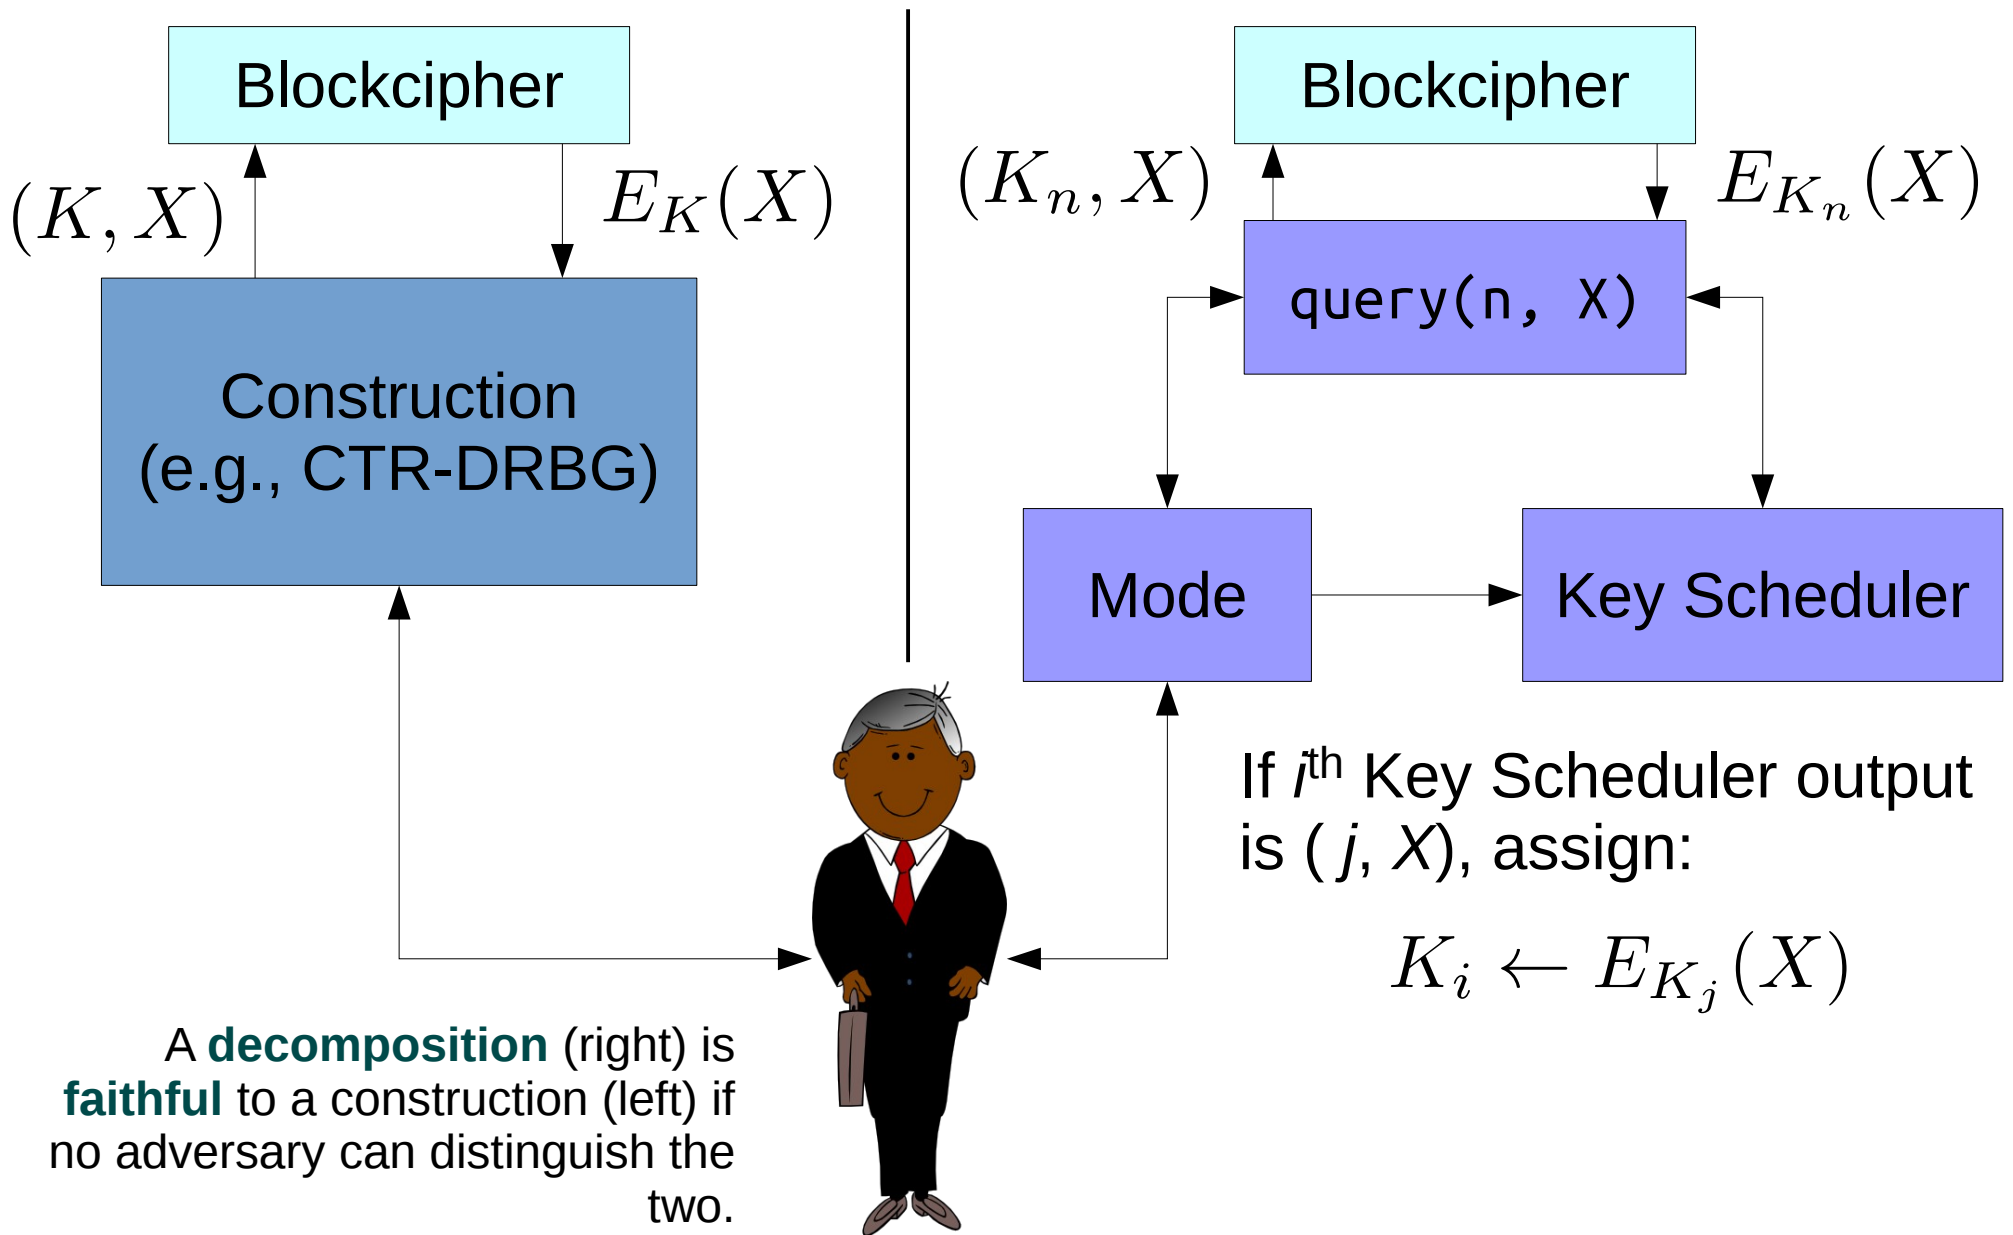 Blockcipher
(K, X)
E_K(X)
Construction
(e.g., CTR-DRBG)
A decomposition (right) is
faithful to a construction (left) if
no adversary can distinguish the
two.
Blockcipher
(K_n, X)
E_{K_n}(X)
query(n, X)
Mode
Key Scheduler
If i^th Key Scheduler output
is ( j, X), assign:
K_i ← E_{K_j}(X)